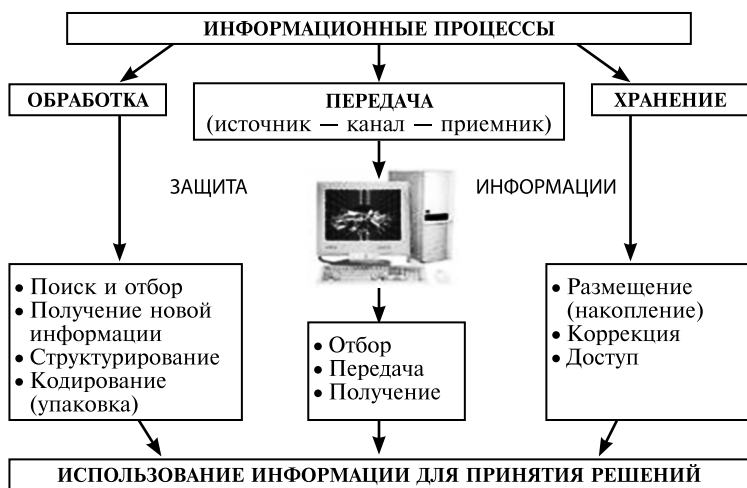 ИНФОРМАЦИОННЫЕ ПРОЦЕССЫ
ОБРАБОТКА
ПЕРЕДАЧА
(источник — канал — приемник)
ХРАНЕНИЕ
ЗАЩИТА
ИНФОРМАЦИИ
• Поиск и отбор
• Получение новой
информации
• Структурирование
• Кодирование
(упаковка)
• Отбор
• Передача
• Получение
• Размещение
(накопление)
• Коррекция
• Доступ
ИСПОЛЬЗОВАНИЕ ИНФОРМАЦИИ ДЛЯ ПРИНЯТИЯ РЕШЕНИЙ